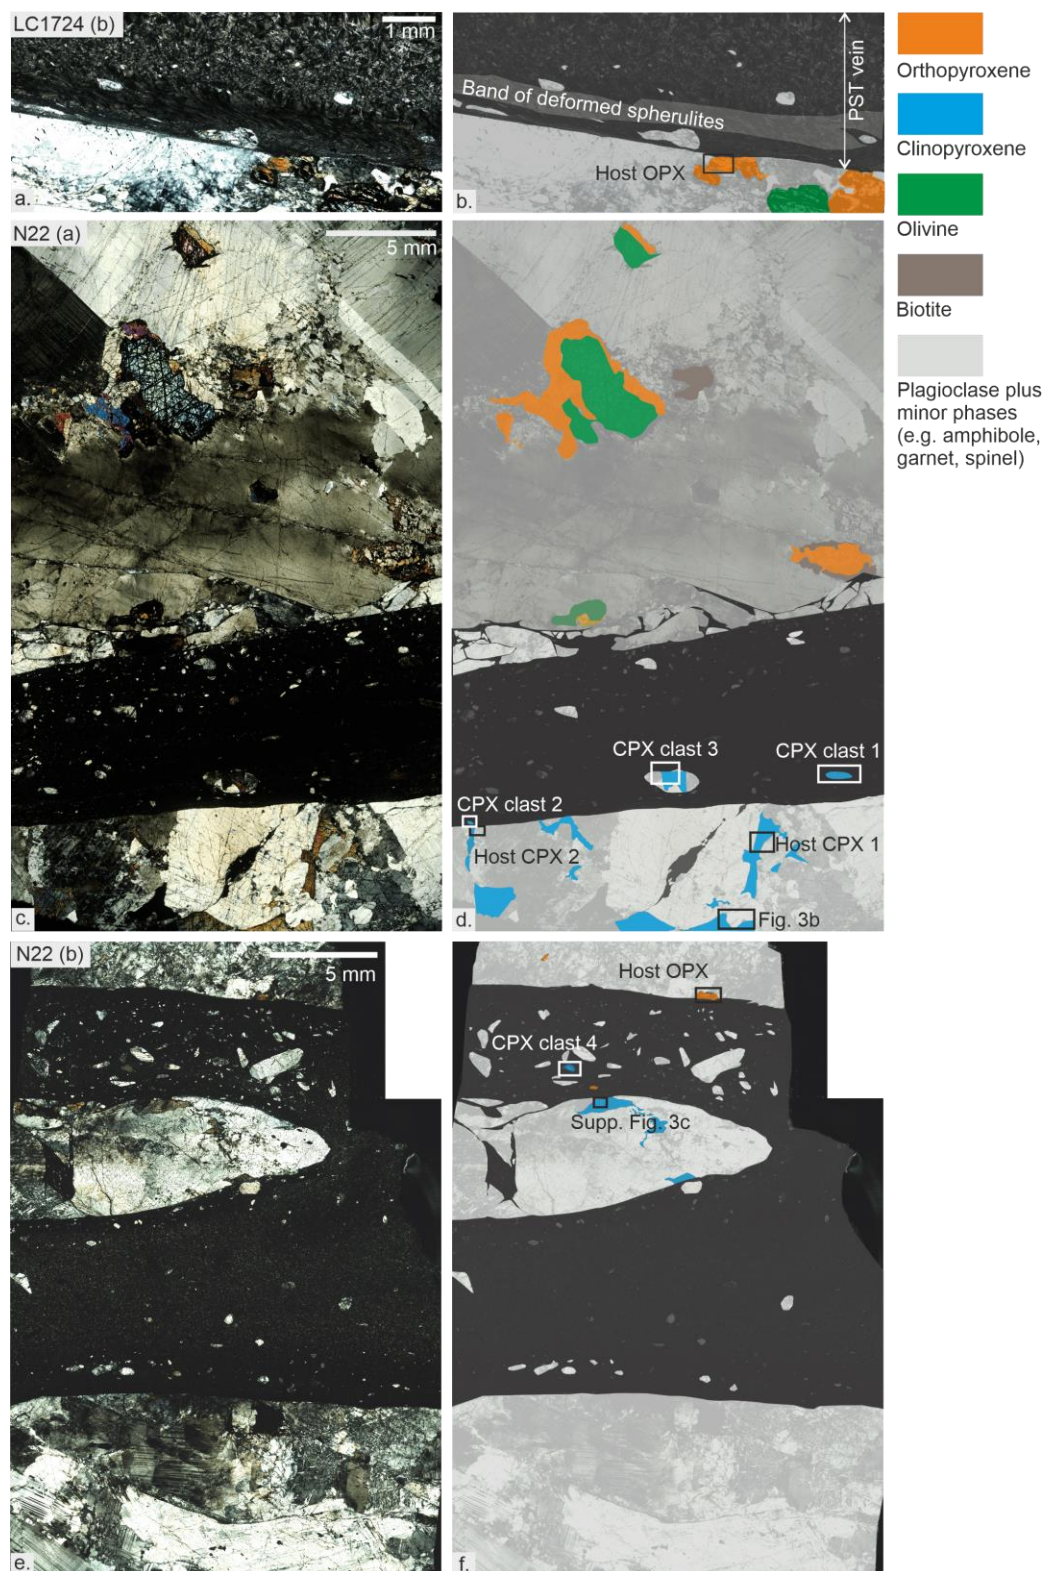 LC1724 (b)
1 mm
a.
Band of deformed spherulites
PST vein
Host OPX
b.
Orthopyroxene
Clinopyroxene
Olivine
Biotite
Plagioclase plus
minor phases
(e.g. amphibole,
garnet, spinel)
N22 (a)
5 mm
c.
CPX clast 3
CPX clast 1
CPX clast 2
Host CPX 2
Host CPX 1
Fig. 3b
d.
N22 (b)
5 mm
e.
Host OPX
CPX clast 4
Supp. Fig. 3c
f.